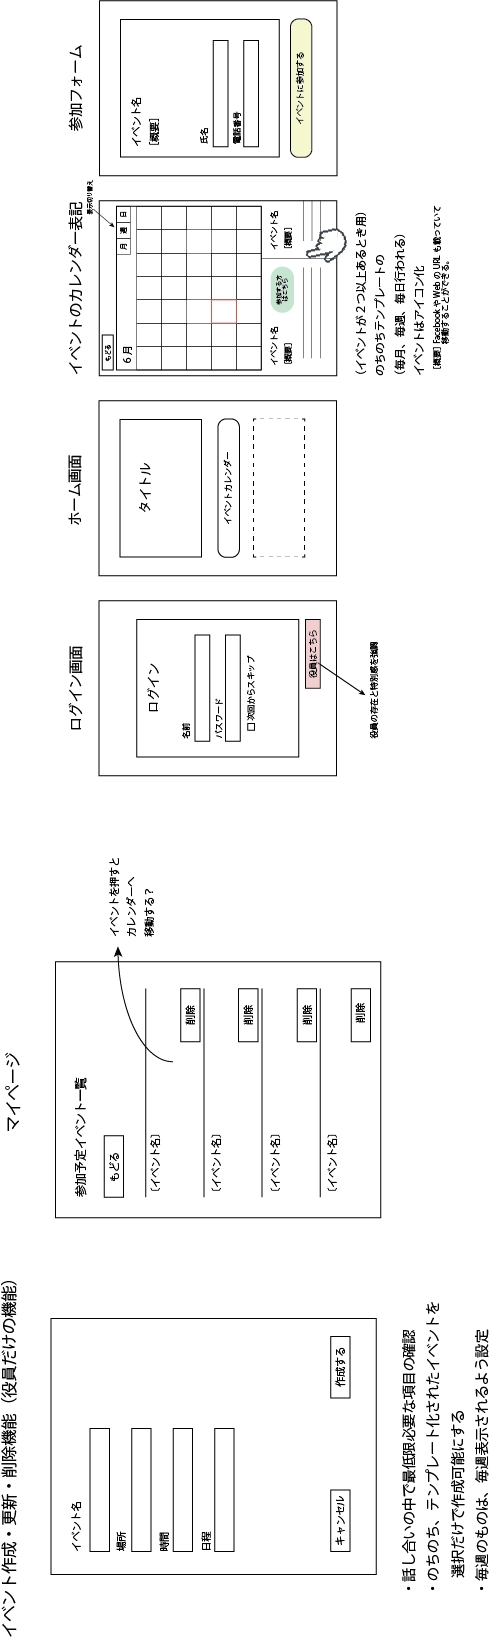 イベント作成・更新・削除機能（役員だけの機能）
イベント名
場所
時間
日程
キャンセル
作成する
・話し合いの中で最低限必要な項目の確認
・のちのち、テンプレート化されたイベントを
選択だけで作成可能にする
・毎週のものは、毎週表示されるよう設定
マイページ
参加予定イベント一覧
もどる
［イベント名］
削除
［イベント名］
削除
［イベント名］
削除
［イベント名］
削除
イベントを押すと
カレンダーへ
移動する？
ログイン画面
ログイン
名前
パスワード
□次回からスキップ
役員はこちら
役員の存在と特別感を強調
ホーム画面
タイトル
イベントカレンダー
イベントのカレンダー表記
表示切り替え
もどる
6 月
月
週
日
イベント名
［概要］
参加する方
はこちら
イベント名
［概要］
（イベントが２つ以上あるとき用）
のちのちテンプレートの
（毎月、毎週、毎日行われる）
イベントはアイコン化
［概要］Facebook や Web の URL も載っていて
移動することができる。
参加フォーム
イベント名
［概要］
氏名
電話番号
イベントに参加する